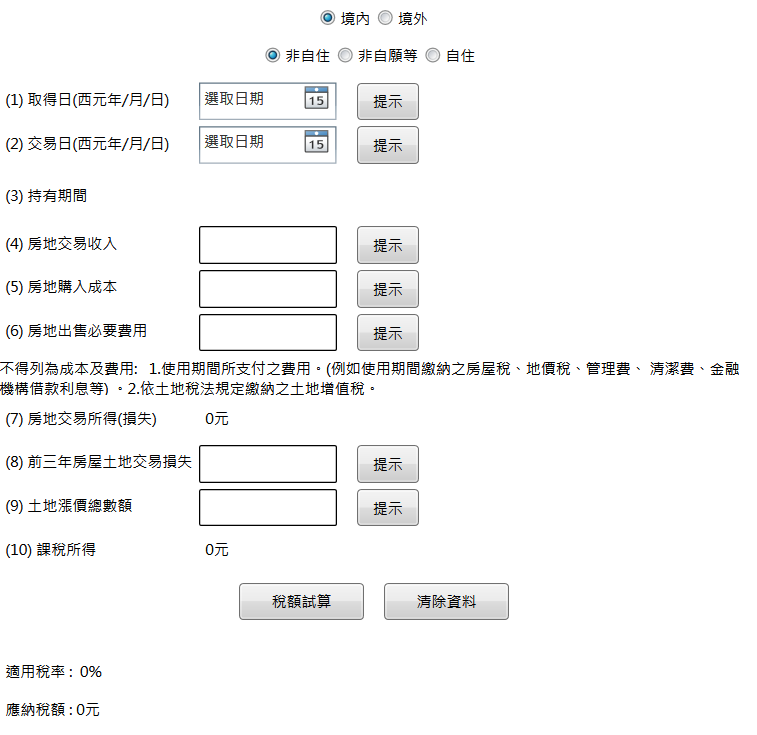 境內 境外
非自住 非自願等 自住
(1) 取得日(西元年/月/日) 選取日期 15 提示
(2) 交易日(西元年/月/日) 選取日期 15 提示
(3) 持有期間
(4) 房地交易收入 提示
(5) 房地購入成本 提示
(6) 房地出售必要費用 提示
不得列為成本及費用: 1.使用期間所支付之費用。(例如使用期間繳納之房屋稅、地價稅、管理費、 清潔費、金融
機構借款利息等) 。2.依土地稅法規定繳納之土地增值稅。
(7) 房地交易所得(損失) 0元
(8) 前三年房屋土地交易損失 提示
(9) 土地漲價總數額 提示
(10) 課稅所得 0元
稅額試算 清除資料
適用稅率 : 0%
應納稅額 : 0元